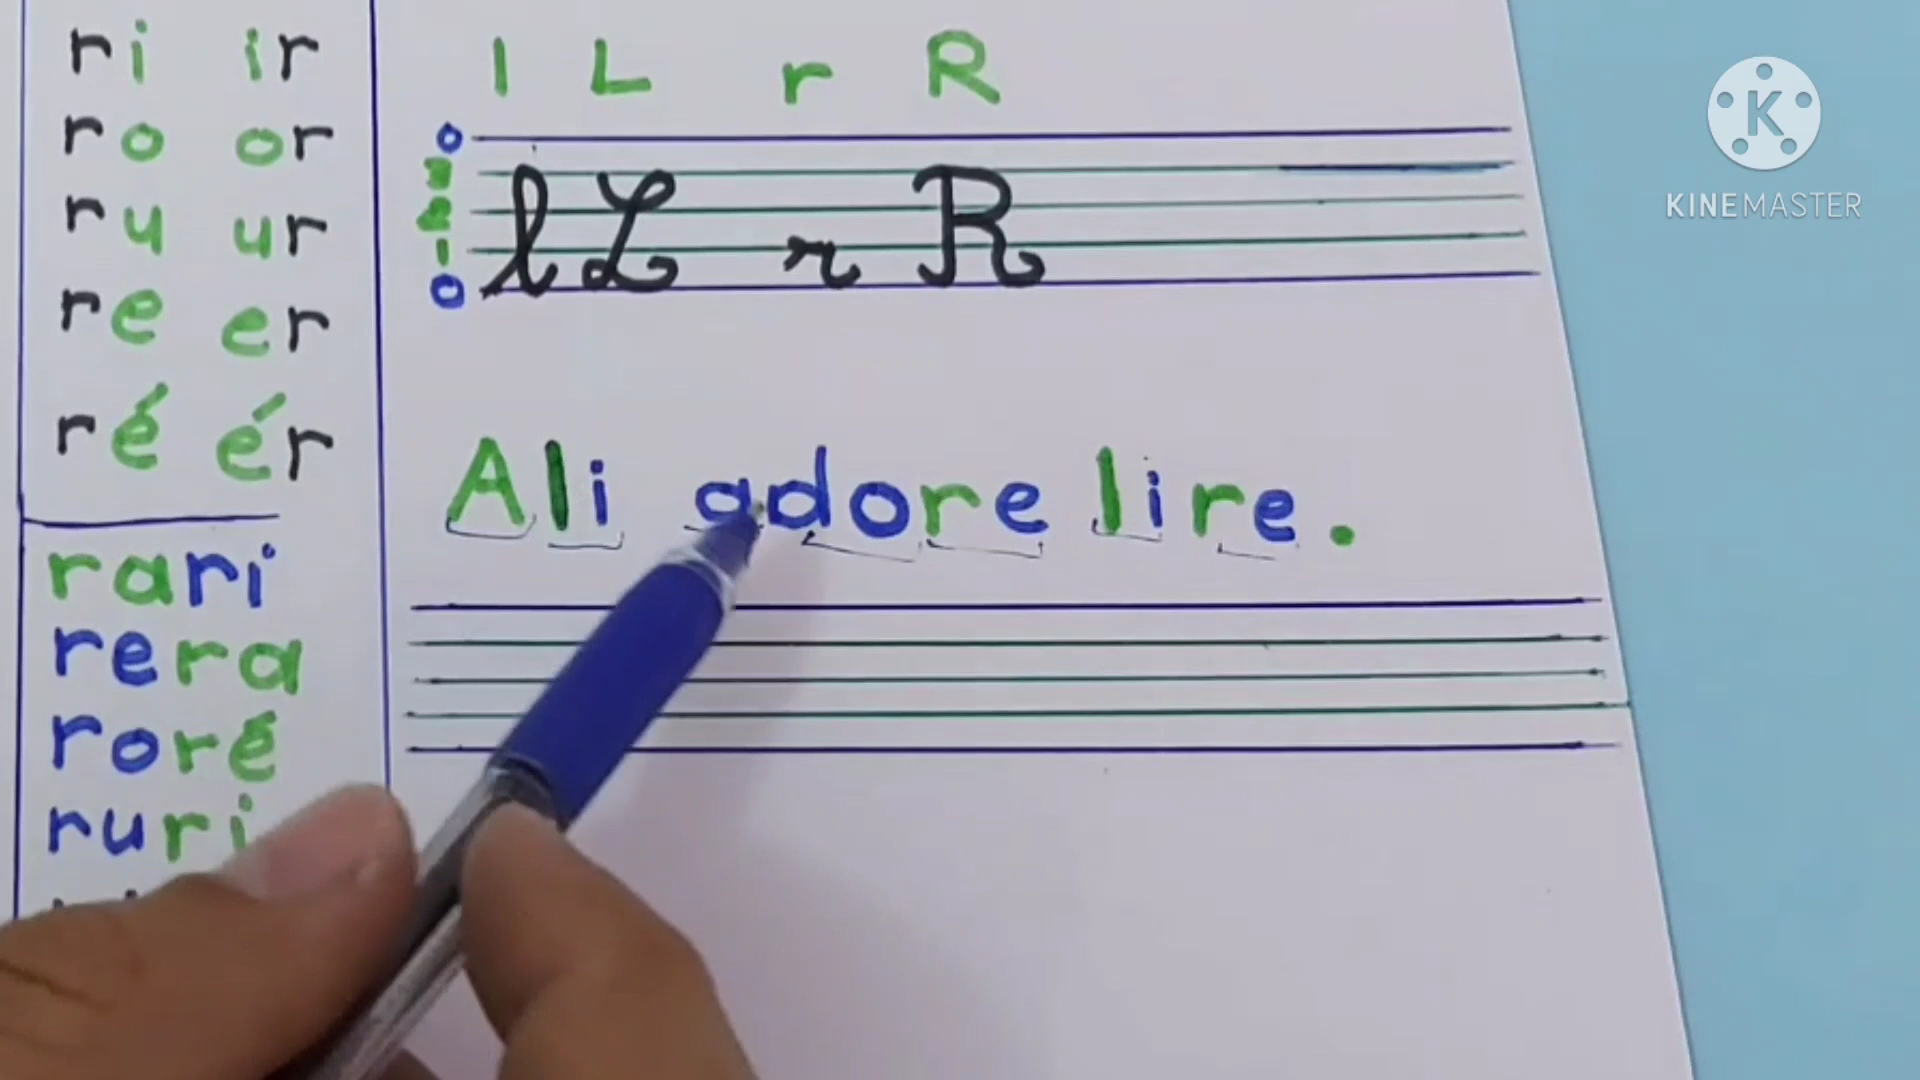 ri ir
ro or
ru ur
re er
ré ér
rari
rera
roré
ruri
l L r R
l L r R
Ali adore lire.
K
KINEMASTER